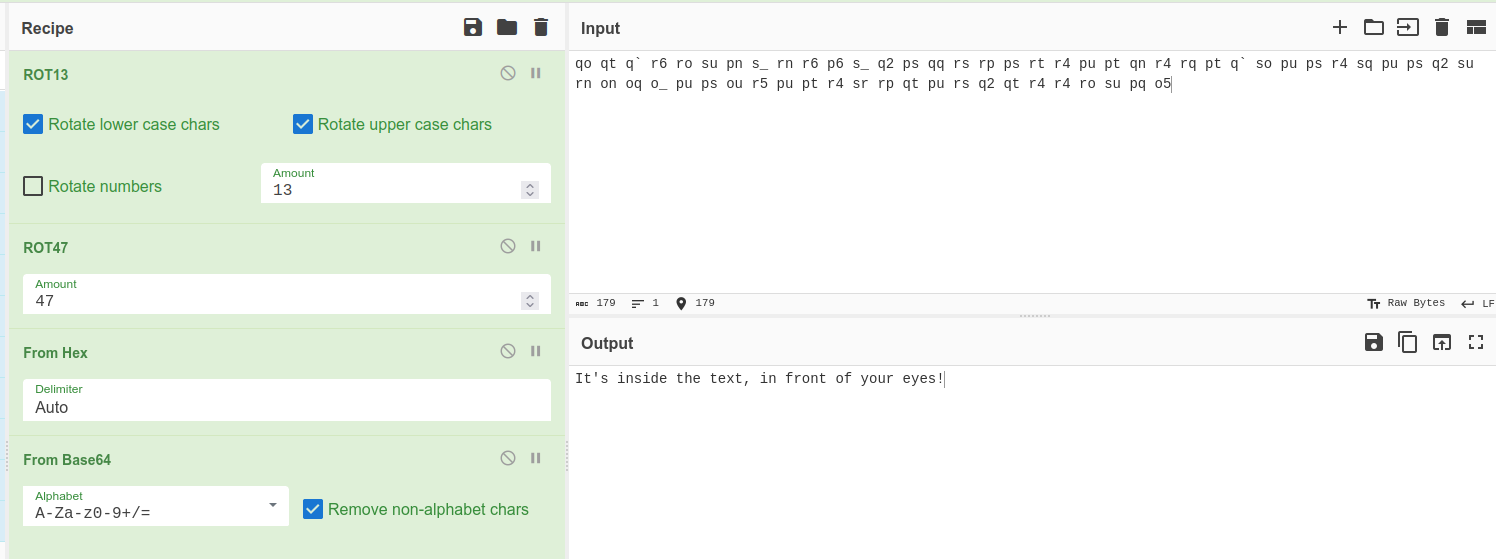 Recipe
ROT13
Rotate lower case chars
Rotate upper case chars
Rotate numbers
Amount
13
ROT47
Amount
47
From Hex
Delimiter
Auto
From Base64
Alphabet
A-Za-z0-9+/=
Remove non-alphabet chars
Input
qo qt q` r6 ro su pn s_ rn r6 p6 s_ q2 ps qq rs rp ps rt r4 pu pt qn r4 rq pt q` so pu ps r4 sq pu ps q2 su
rn on oq o_ pu ps ou r5 pu pt r4 sr rp qt pu rs q2 qt r4 r4 ro su pq o5
ABC 179 1 179 Tт Raw Bytes LF
Output
It's inside the text, in front of your eyes!